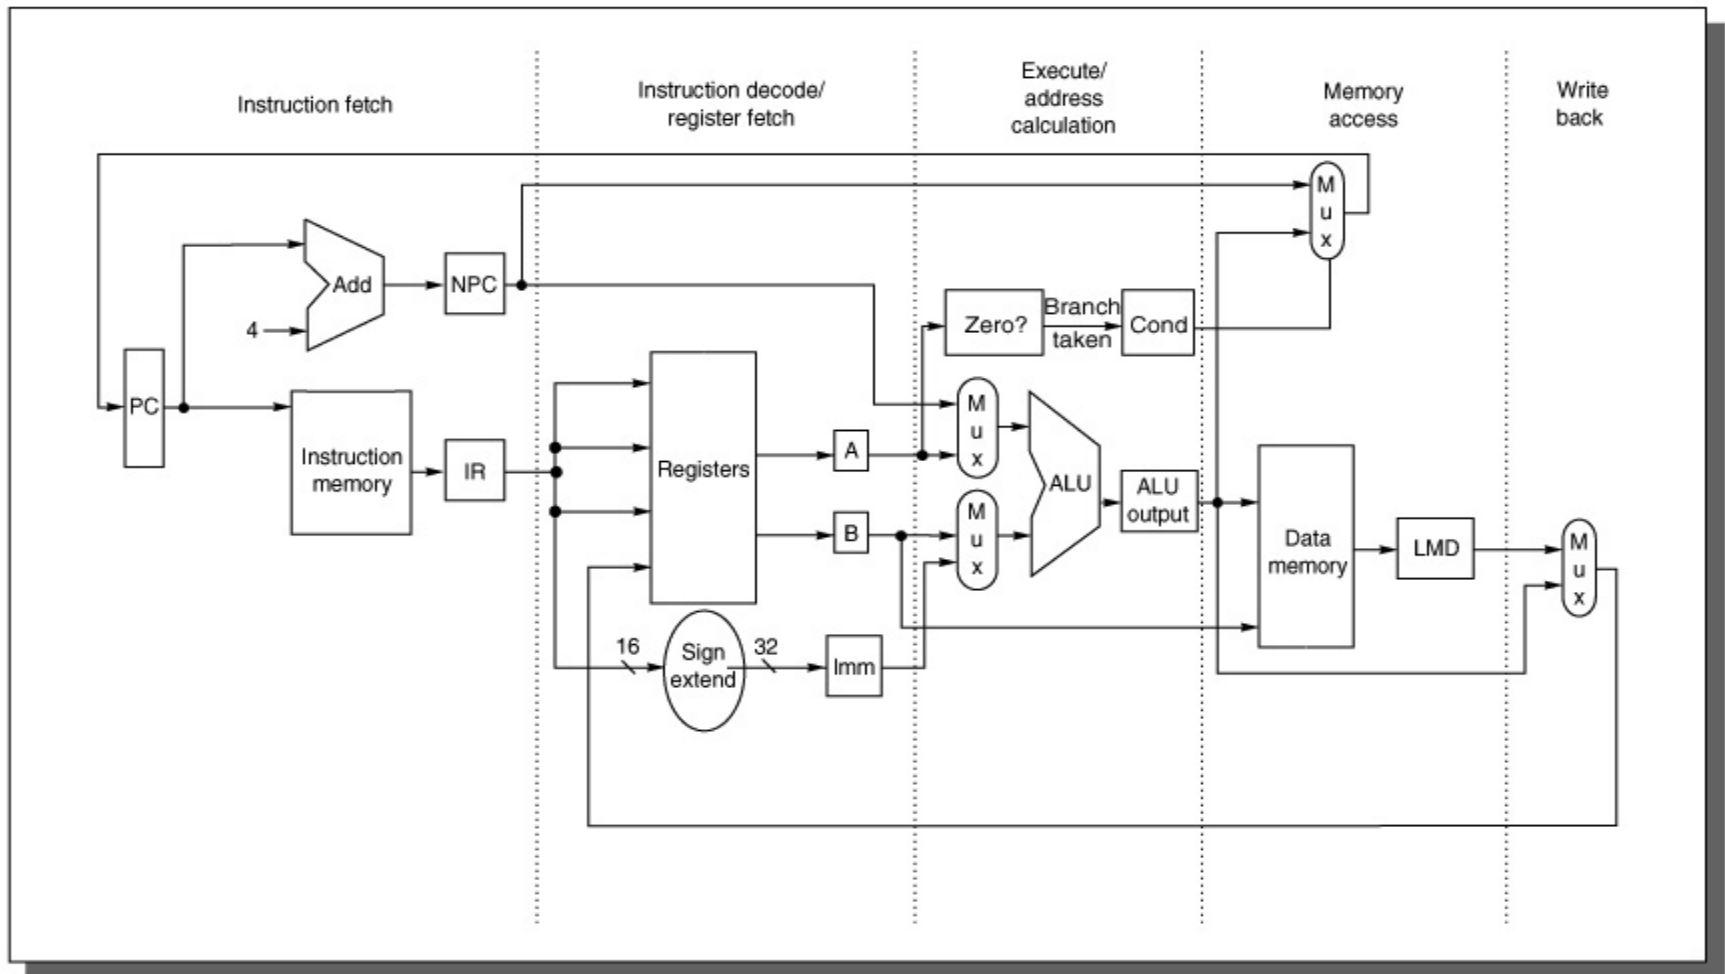 Instruction fetch
Instruction decode/
register fetch
Execute/
address
calculation
Memory
access
Write
back
M
u
x
Add
NPC
4
Zero?
Branch
taken
Cond
PC
Instruction
memory
IR
Registers
A
B
M
u
x
M
u
x
ALU
ALU
output
Data
memory
LMD
M
u
x
16
Sign
extend
32
Imm